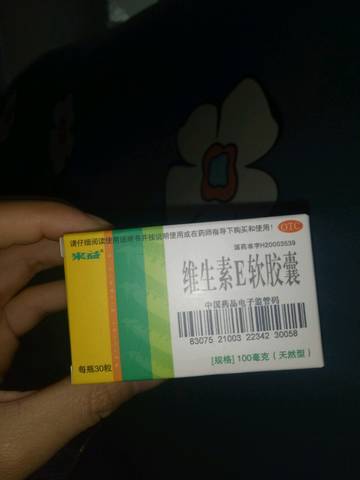 请仔细阅读使用说明书并按说明使用或在药师指导下购买和使用!
OTC
来益
国药准字H20003539
维生素E软胶囊
中国药品电子监管码
83075 21003 22342 30058
[规格] 100毫克(天然型)
每瓶30粒